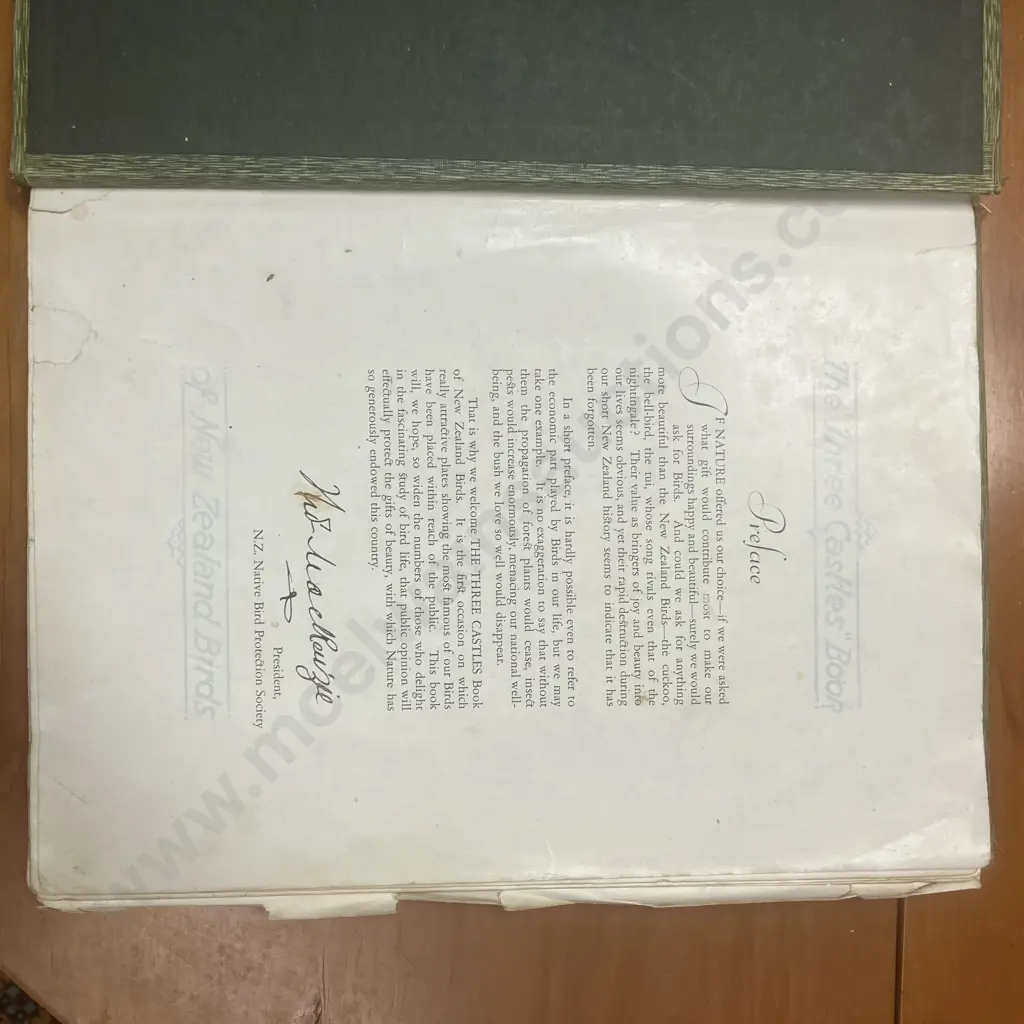 Preface
IF NATURE offered us our choice—if we were asked
what gift would contribute most to make our
surroundings happy and beautiful—surely we would
ask for Birds. And could we ask for anything
more beautiful than the New Zealand Birds—the cuckoo,
the bell-bird, the tui, whose song rivals even that of the
nightingale? Their value as bringers of joy and beauty into
our lives seems obvious, and yet their rapid destruction during
our short New Zealand history seems to indicate that it has
been forgotten.
In a short preface, it is hardly possible even to refer to
the economic part played by Birds in our life, but we may
take one example. It is no exaggeration to say that without
them the propagation of forest plants would cease, insect
pests would increase enormously, menacing our national well-
being, and the bush we love so well would disappear.
That is why we welcome THE THREE CASTLES Book
of New Zealand Birds. It is the first occasion on which
really attractive plates showing the most famous of our Birds
have been placed within reach of the public. This book
will, we hope, so widen the numbers of those who delight
in the fascinating study of bird life, that public opinion will
effectually protect the gifts of beauty, with which Nature has
so generously endowed this country.
President,
N.Z. Native Bird Protection Society
The Three Castles" Book
of New Zealand Birds